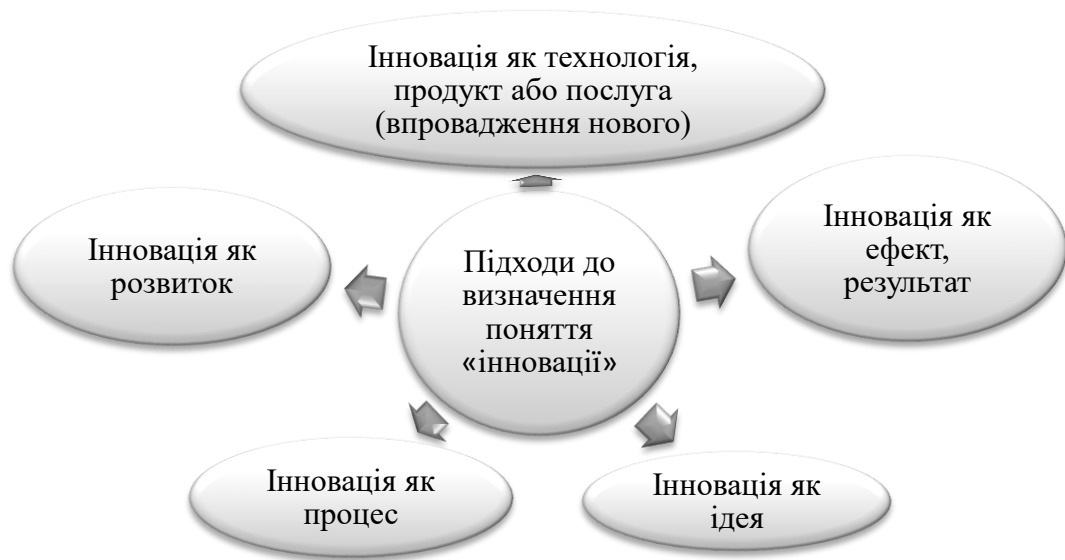 Інновація як технологія,
продукт або послуга
(впровадження нового)
Інновація як
розвиток
Підходи до
визначення
поняття
«інновації»
Інновація як
ефект,
результат
Інновація як
процес
Інновація як
ідея